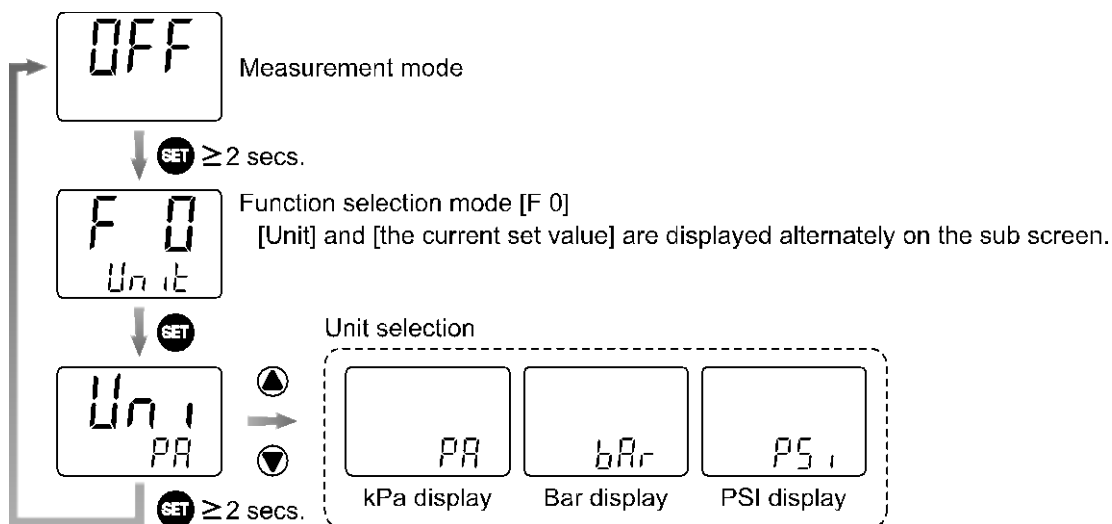 OFF
Measurement mode
SET ≥2 secs.
F 0
Function selection mode [F 0]
[Unit] and [the current set value] are displayed alternately on the sub screen.
Unit
SET
Unit selection
Uni
PA
PA
bAr
PSi
kPa display
Bar display
PSI display
SET ≥2 secs.